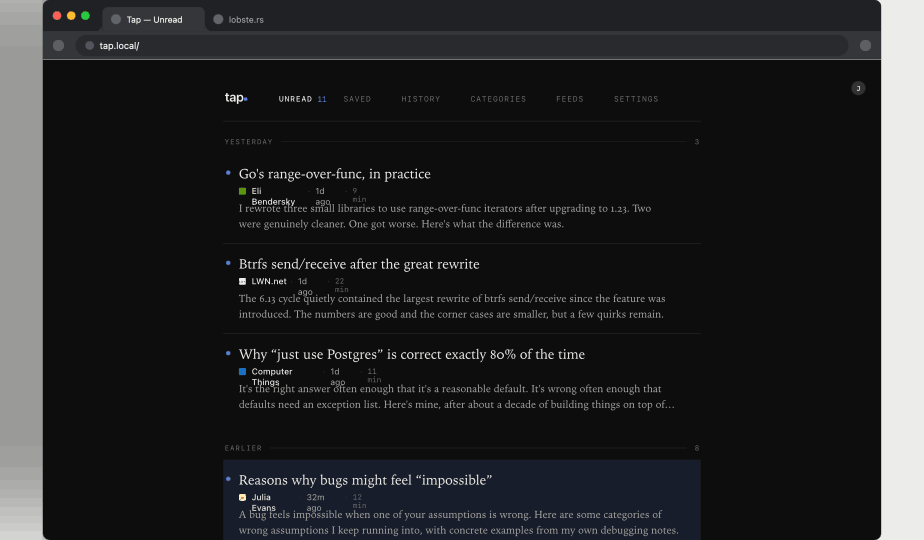 Tap — Unread
lobste.rs
tap.local/
J
tap
UNREAD 11 SAVED HISTORY CATEGORIES FEEDS SETTINGS
YESTERDAY 3
Go's range-over-func, in practice
Eli Bendersky · 1d ago · 9 min
I rewrote three small libraries to use range-over-func iterators after upgrading to 1.23. Two
were genuinely cleaner. One got worse. Here's what the difference was.
Btrfs send/receive after the great rewrite
LWN.net · 1d ago · 22 min
The 6.13 cycle quietly contained the largest rewrite of btrfs send/receive since the feature was
introduced. The numbers are good and the corner cases are smaller, but a few quirks remain.
Why “just use Postgres” is correct exactly 80% of the time
Computer Things · 1d ago · 11 min
It's the right answer often enough that it's a reasonable default. It's wrong often enough that
defaults need an exception list. Here's mine, after about a decade of building things on top of…
EARLIER 8
Reasons why bugs might feel “impossible”
Julia Evans 32m ago 12 min
A bug feels impossible when one of your assumptions is wrong. Here are some categories of
wrong assumptions I keep running into, with concrete examples from my own debugging notes.